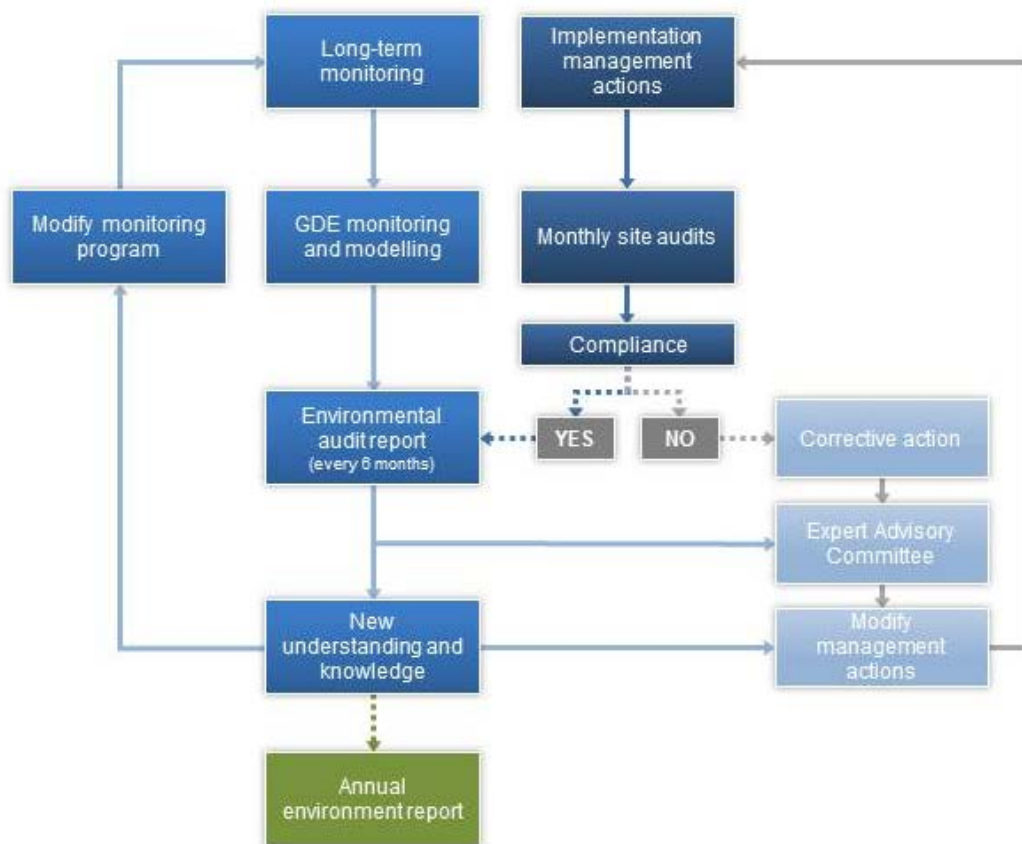 Long-term
monitoring
Implementation
management
actions
Modify monitoring
program
GDE monitoring
and modelling
Monthly site audits
Compliance
Environmental
audit report
(every 6 months)
YES
NO
Corrective action
Expert Advisory
Committee
New
understanding and
knowledge
Modify
management
actions
Annual
environment report